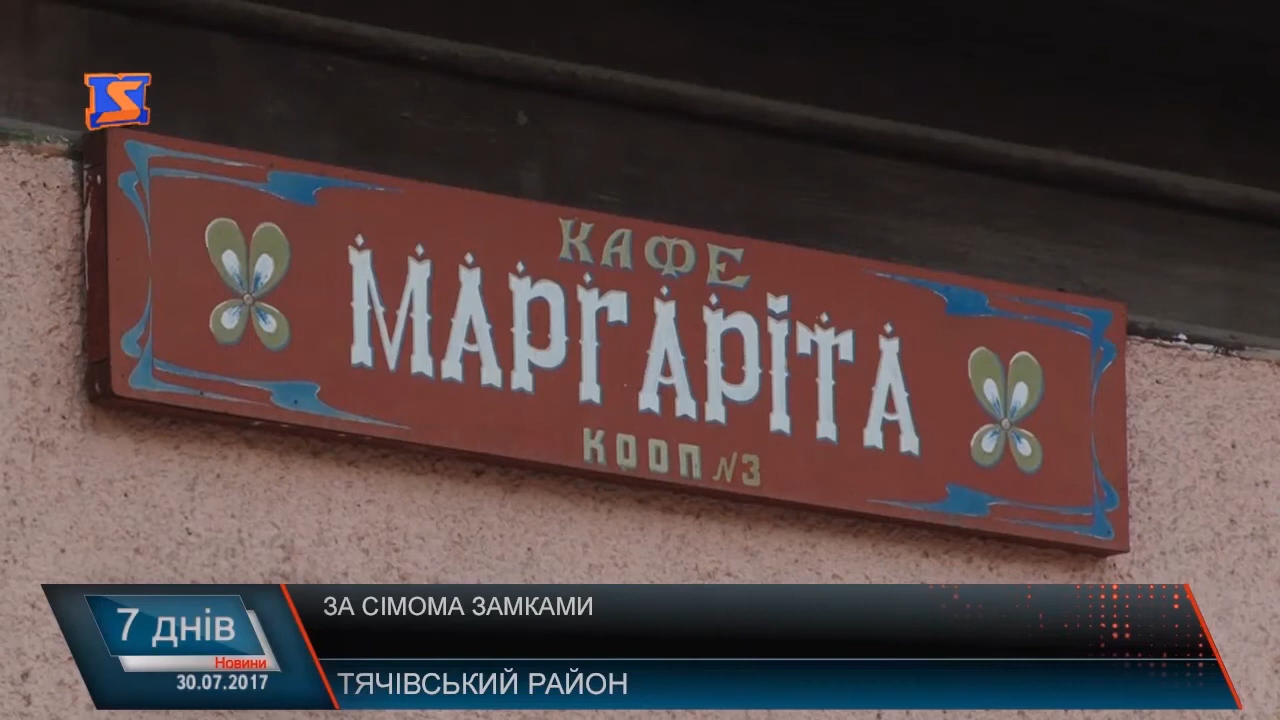 КАФЕ
МАРГАРІТА
КООП №3
ЗА СІМОМА ЗАМКАМИ
7 днів
Новини
30.07.2017
ТЯЧІВСЬКИЙ РАЙОН